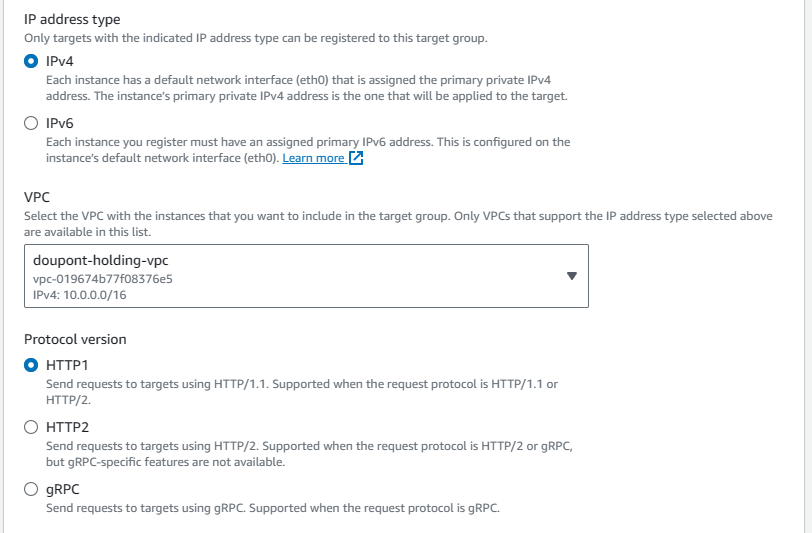 IP address type
Only targets with the indicated IP address type can be registered to this target group.
IPv4
Each instance has a default network interface (eth0) that is assigned the primary private IPv4
address. The instance's primary private IPv4 address is the one that will be applied to the target.
IPv6
Each instance you register must have an assigned primary IPv6 address. This is configured on the
instance's default network interface (eth0). Learn more
VPC
Select the VPC with the instances that you want to include in the target group. Only VPCs that support the IP address type selected above
are available in this list.
doupont-holding-vpc
vpc-019674b77f08376e5
IPv4: 10.0.0.0/16
Protocol version
HTTP1
Send requests to targets using HTTP/1.1. Supported when the request protocol is HTTP/1.1 or
HTTP/2.
HTTP2
Send requests to targets using HTTP/2. Supported when the request protocol is HTTP/2 or gRPC,
but gRPC-specific features are not available.
gRPC
Send requests to targets using gRPC. Supported when the request protocol is gRPC.